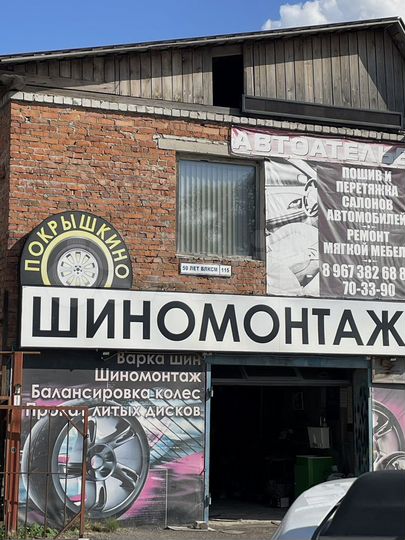 АВТОАТЕЛЬЕ
ПОШИВ И
ПЕРЕТЯЖКА
САЛОНОВ
АВТОМОБИЛЕЙ
РЕМОНТ
МЯГКОЙ МЕБЕЛ
8 967 382 68 8
70-33-90
ПОКРЫШКИНО
50 ЛЕТ ВЛКСМ 115
ШИНОМОНТАЖ
Варка шин
Шиномонтаж
Балансировка колес
Прокат литых дисков